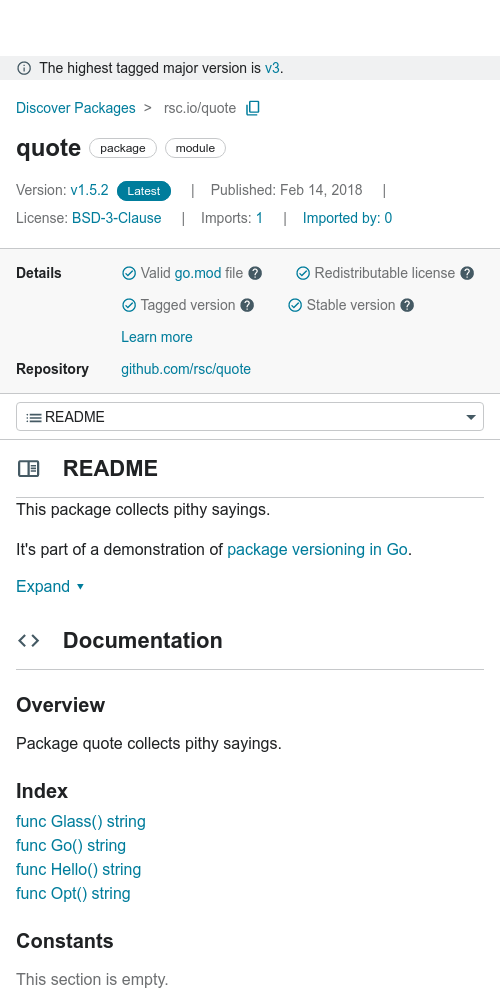 The highest tagged major version is v3.
Discover Packages > rsc.io/quote
quote package module
Version: v1.5.2 Latest | Published: Feb 14, 2018 |
License: BSD-3-Clause | Imports: 1 | Imported by: 0
Details Valid go.mod file Redistributable license
Tagged version Stable version
Learn more
Repository github.com/rsc/quote
README
README
This package collects pithy sayings.
It's part of a demonstration of package versioning in Go.
Expand
Documentation
Overview
Package quote collects pithy sayings.
Index
func Glass() string
func Go() string
func Hello() string
func Opt() string
Constants
This section is empty.